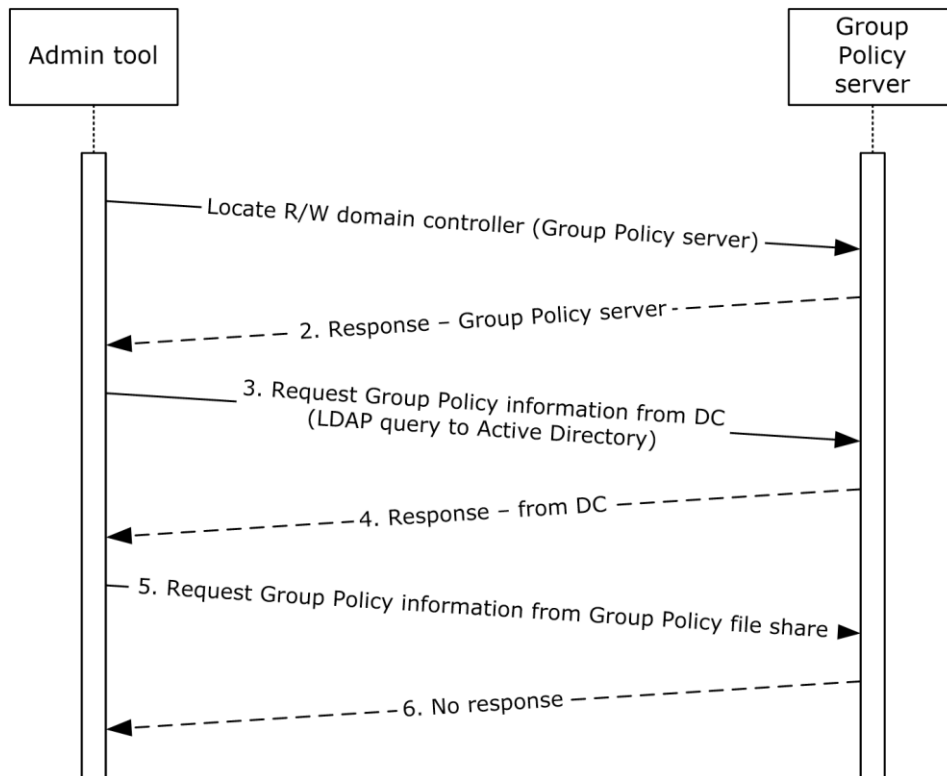 Admin tool
Group
Policy
server
Locate R/W domain controller (Group Policy server)
2. Response – Group Policy server
3. Request Group Policy information from DC
(LDAP query to Active Directory)
4. Response – from DC
5. Request Group Policy information from Group Policy file share
6. No response